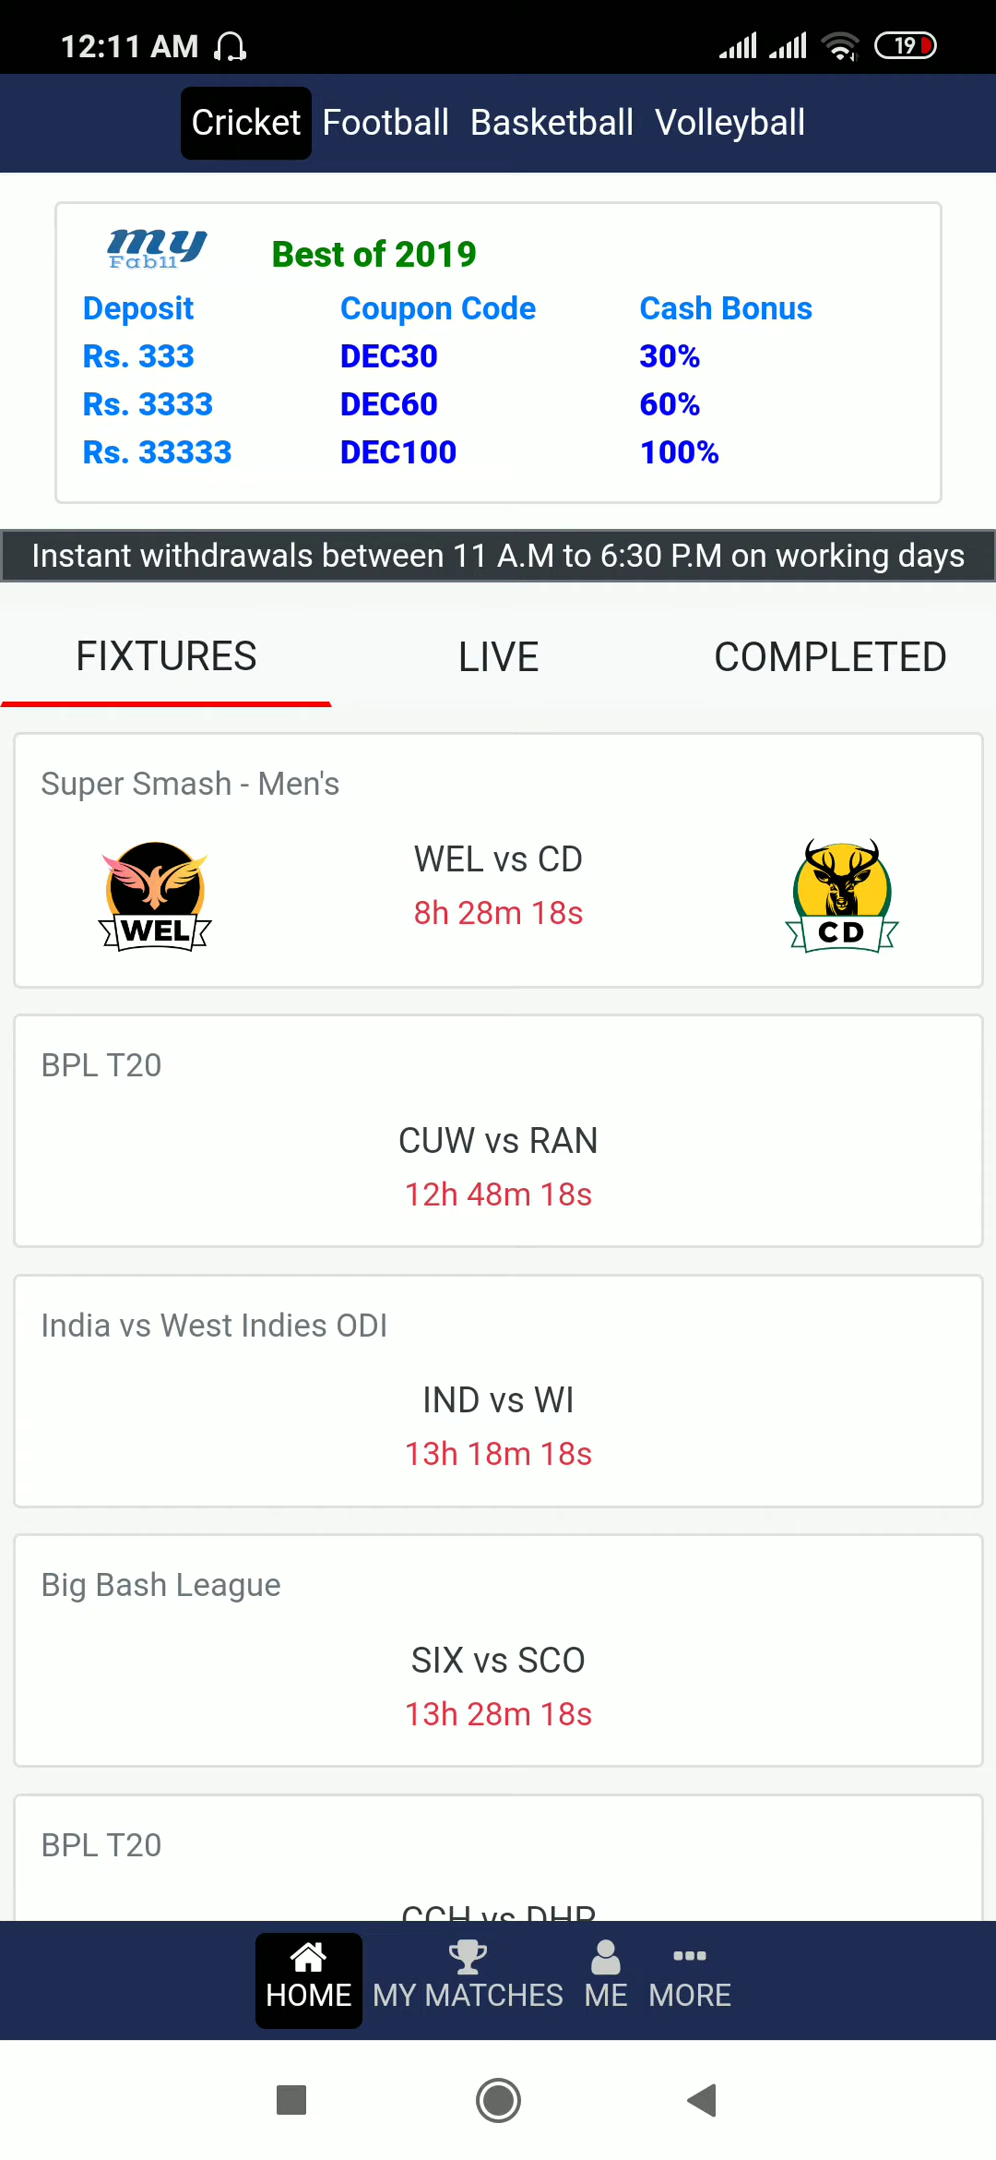 12:11 AM 19
Cricket Football Basketball Volleyball
my Fab11 Best of 2019
Deposit Coupon Code Cash Bonus
Rs. 333 DEC30 30%
Rs. 3333 DEC60 60%
Rs. 33333 DEC100 100%
Instant withdrawals between 11 A.M to 6:30 P.M on working days
FIXTURES LIVE COMPLETED
Super Smash - Men's
WEL vs CD
8h 28m 18s
WEL CD
BPL T20
CUW vs RAN
12h 48m 18s
India vs West Indies ODI
IND vs WI
13h 18m 18s
Big Bash League
SIX vs SCO
13h 28m 18s
BPL T20
CCH vs
HOME MY MATCHES ME MORE